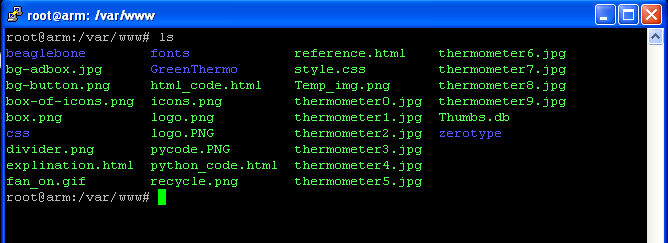 root@arm: /var/www
root@arm:/var/www# ls
beaglebone fonts reference.html thermometer6.jpg
bg-adbox.jpg GreenThermo style.css thermometer7.jpg
bg-button.png html_code.html Temp_img.png thermometer8.jpg
box-of-icons.png icons.png thermometer0.jpg thermometer9.jpg
box.png logo.png thermometer1.jpg Thumbs.db
css logo.PNG thermometer2.jpg zerotype
divider.png pycode.PNG thermometer3.jpg
explination.html python_code.html thermometer4.jpg
fan_on.gif recycle.png thermometer5.jpg
root@arm:/var/www#